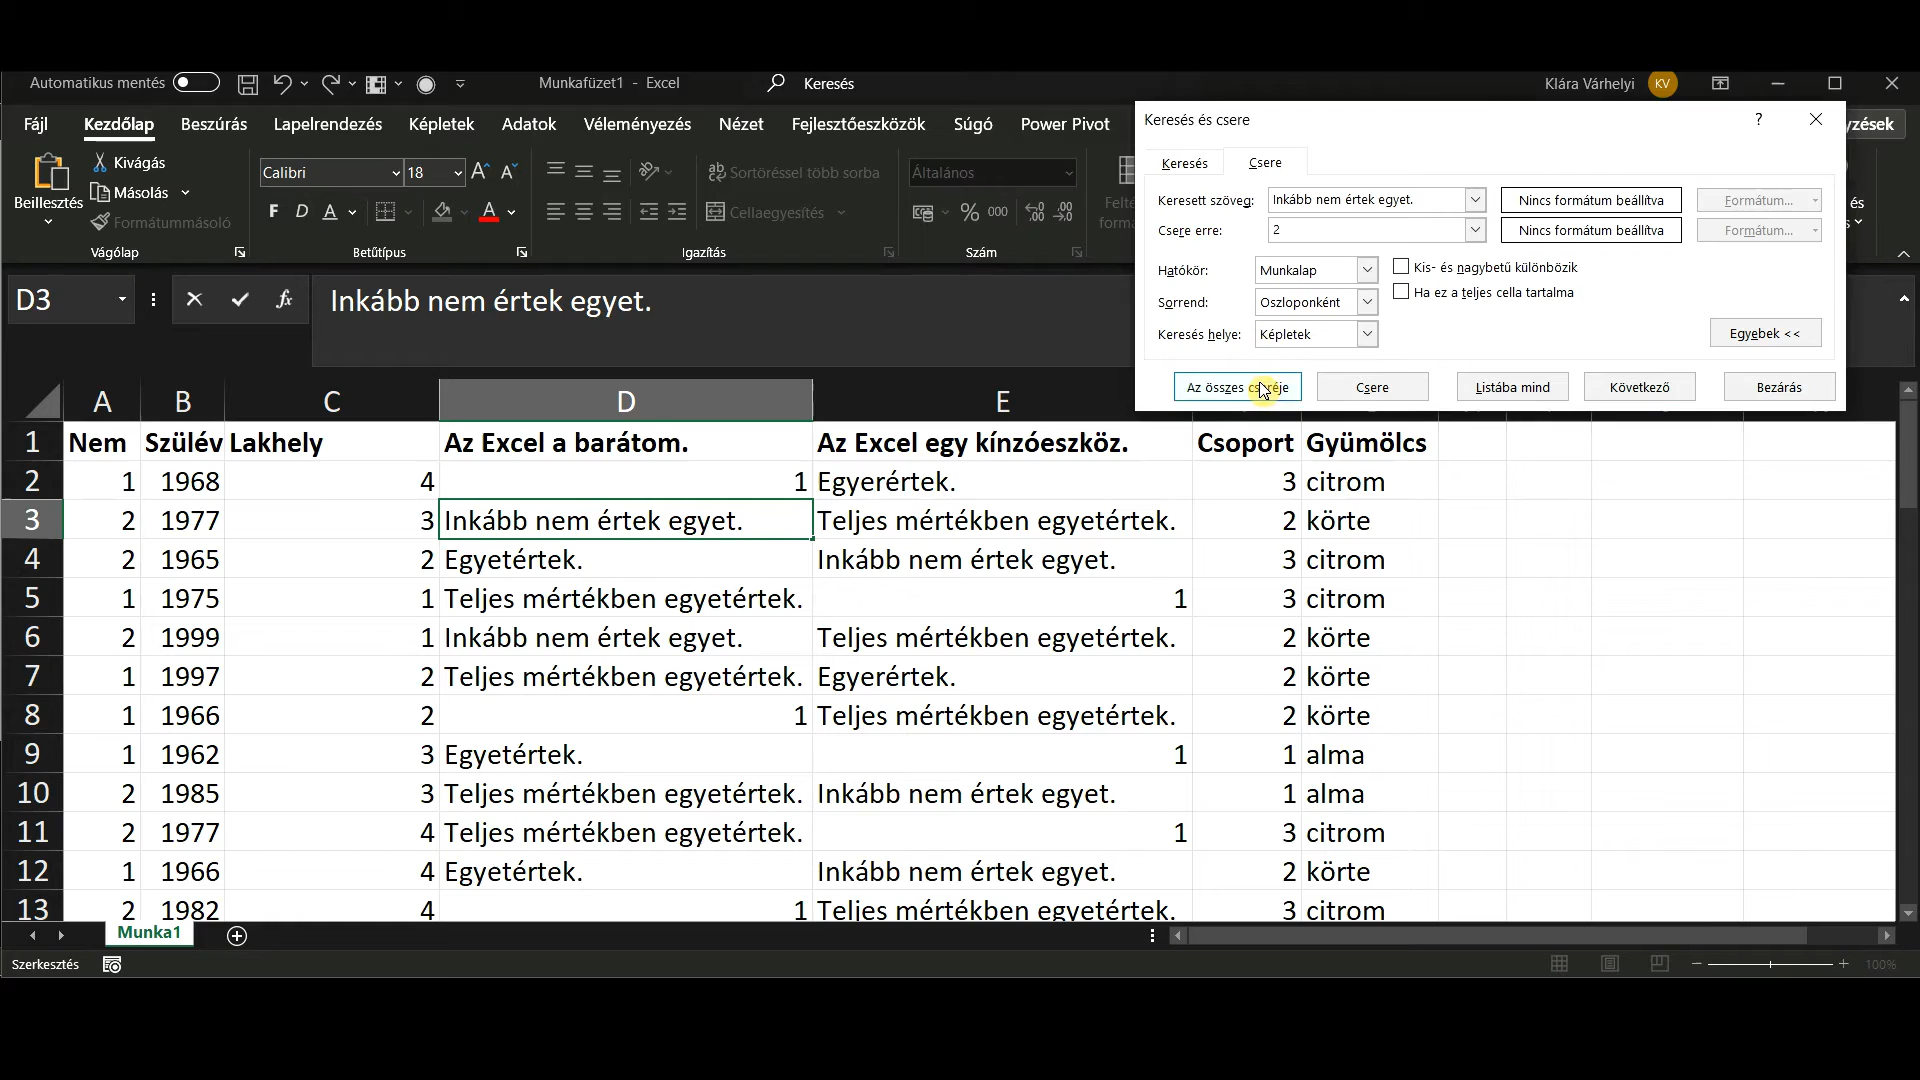 Automatikus mentés
Munkafüzet1 - Excel
Keresés
Klára Várhelyi KV
Fájl Kezdőlap Beszúrás Lapelrendezés Képletek Adatok Véleményezés Nézet Fejlesztőeszközök Súgó Power Pivot
Beillesztés
Kivágás
Másolás
Formátummásoló
Vágólap
Calibri 18
F D A A
Betűtípus
Sortöréssel több sorba
Cellaegyesítés
Igazítás
Általános
% 000
Szám
Keresés és csere ?
Keresés Csere
Keresett szöveg: Inkább nem értek egyet. Nincs formátum beállítva Formátum...
Csere erre: 2 Nincs formátum beállítva Formátum...
Hatókör: Munkalap Kis- és nagybetű különbözik
Sorrend: Oszloponként Ha ez a teljes cella tartalma
Keresés helye: Képletek Egyebek <<
Az összes cseréje Csere Listába mind Következő Bezárás
D3 fx Inkább nem értek egyet.
A B C D E
1 Nem Szülév Lakhely Az Excel a barátom. Az Excel egy kínzóeszköz. Csoport Gyümölcs
2 1 1968 4 1 Egyerértek. 3 citrom
3 2 1977 3 Inkább nem értek egyet. Teljes mértékben egyetértek. 2 körte
4 2 1965 2 Egyetértek. Inkább nem értek egyet. 3 citrom
5 1 1975 1 Teljes mértékben egyetértek. 1 3 citrom
6 2 1999 1 Inkább nem értek egyet. Teljes mértékben egyetértek. 2 körte
7 1 1997 2 Teljes mértékben egyetértek. Egyerértek. 2 körte
8 1 1966 2 1 Teljes mértékben egyetértek. 2 körte
9 1 1962 3 Egyetértek. 1 1 alma
10 2 1985 3 Teljes mértékben egyetértek. Inkább nem értek egyet. 1 alma
11 2 1977 4 Teljes mértékben egyetértek. 1 3 citrom
12 1 1966 4 Egyetértek. Inkább nem értek egyet. 2 körte
13 2 1982 4 1 Teljes mértékben egyetértek. 3 citrom
Munka1
Szerkesztés
100%